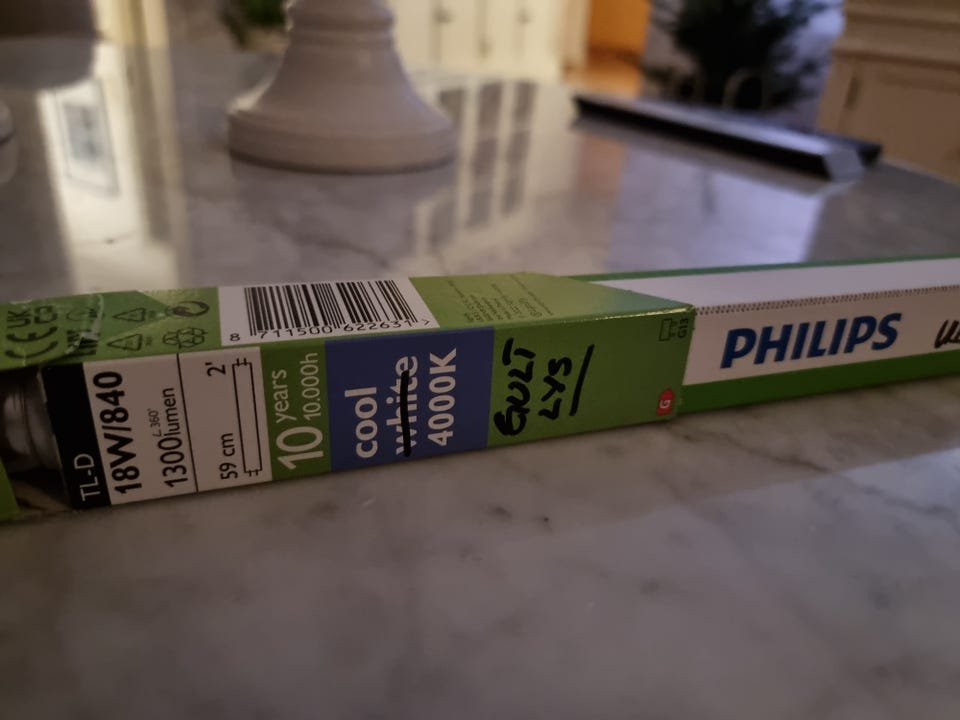 CE UK CA
8 711500 622631 >
TL-D
18W/840
1300lumen
∠360°
59 cm
2'
10 years
10.000h
cool
white
4000K
GULT
LYS
G13
G
PHILIPS